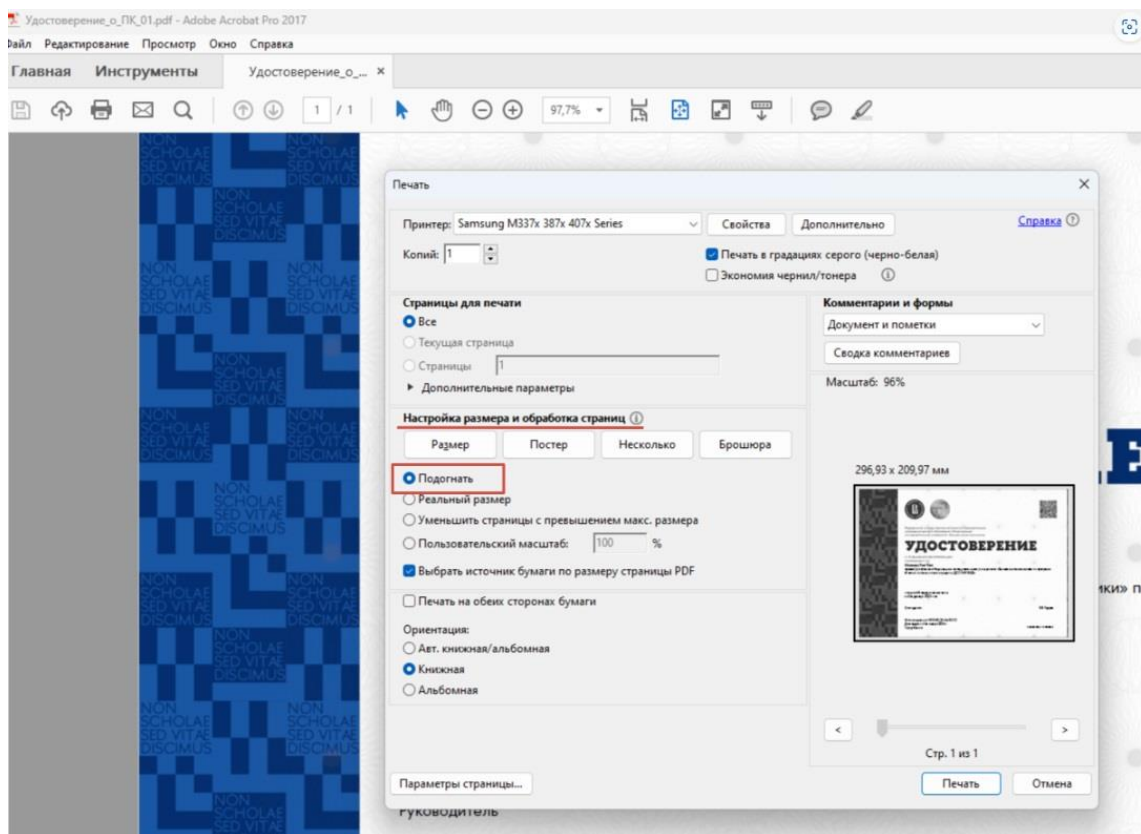 Удостоверение_о_ПК_01.pdf - Adobe Acrobat Pro 2017
Файл Редактирование Просмотр Окно Справка
Главная Инструменты Удостоверение_о_... ×
1 / 1 97,7%
NON SCHOLAE SED VITAE DISCIMUS
Печать
Принтер: Samsung M337x 387x 407x Series Свойства Дополнительно Справка
Копий: 1 Печать в градациях серого (черно-белая)
Экономия чернил/тонера
Страницы для печати
Все
Текущая страница
Страницы 1
Дополнительные параметры
Комментарии и формы
Документ и пометки
Сводка комментариев
Масштаб: 96%
Настройка размера и обработка страниц
Размер Постер Несколько Брошюра
Подогнать
Реальный размер
Уменьшить страницы с превышением макс. размера
Пользовательский масштаб: 100 %
Выбрать источник бумаги по размеру страницы PDF
Печать на обеих сторонах бумаги
Ориентация:
Авт. книжная/альбомная
Книжная
Альбомная
296,93 x 209,97 мм
УДОСТОВЕРЕНИЕ
< >
Стр. 1 из 1
Параметры страницы... Печать Отмена
Руководитель